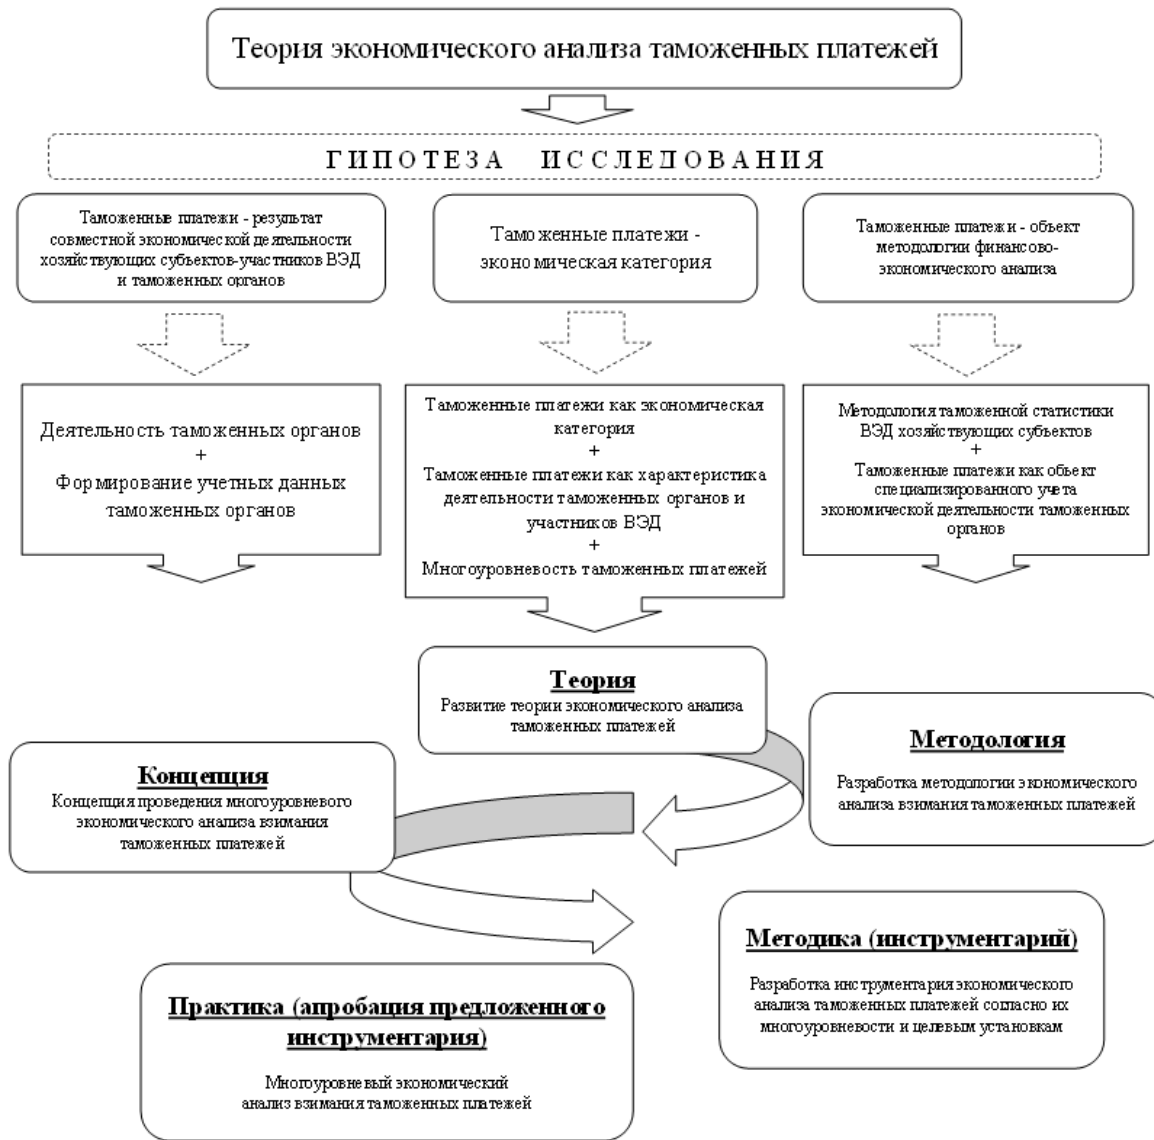 Теория экономического анализа таможенных платежей
ГИПОТЕЗА ИССЛЕДОВАНИЯ
Таможенные платежи - результат
совместной экономической деятельности
хозяйствующих субъектов-участников ВЭД
и таможенных органов
Таможенные платежи -
экономическая категория
Таможенные платежи - объект
методологии финансово-
экономического анализа
Деятельность таможенных органов
+
Формирование учетных данных
таможенных органов
Таможенные платежи как экономическая
категория
+
Таможенные платежи как характеристика
деятельности таможенных органов и
участников ВЭД
+
Многоуровневость таможенных платежей
Методология таможенной статистики
ВЭД хозяйствующих субъектов
+
Таможенные платежи как объект
специализированного учета
экономической деятельности таможенных
органов
Теория
Развитие теории экономического анализа
таможенных платежей
Методология
Разработка методологии экономического
анализа взимания таможенных платежей
Концепция
Концепция проведения многоуровневого
экономического анализа взимания
таможенных платежей
Методика (инструментарий)
Разработка инструментария экономического
анализа таможенных платежей согласно их
многоуровневости и целевым установкам
Практика (апробация предложенного
инструментария)
Многоуровневый экономический
анализ взимания таможенных платежей